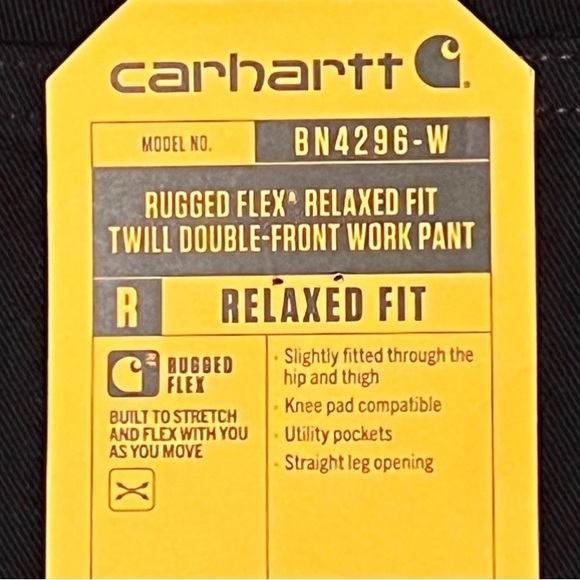 carhartt
MODEL NO. BN4296-W
RUGGED FLEX® RELAXED FIT
TWILL DOUBLE-FRONT WORK PANT
R RELAXED FIT
RUGGED
FLEX
BUILT TO STRETCH
AND FLEX WITH YOU
AS YOU MOVE
· Slightly fitted through the
hip and thigh
· Knee pad compatible
· Utility pockets
· Straight leg opening